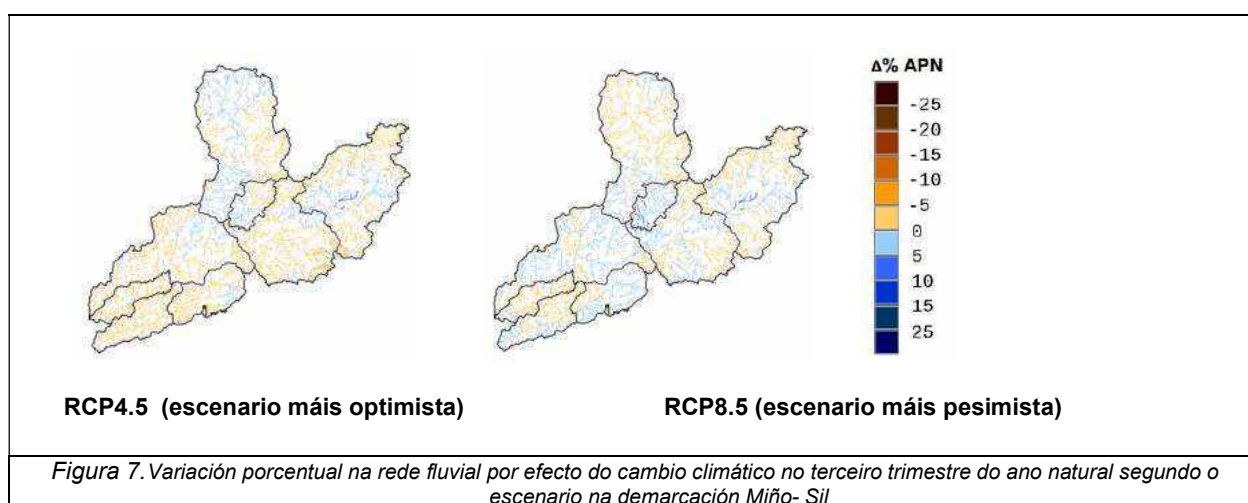 Δ% APN
-25
-20
-15
-10
-5
0
5
10
15
25
RCP4.5 (escenario máis optimista)
RCP8.5 (escenario máis pesimista)
Figura 7. Variación porcentual na rede fluvial por efecto do cambio climático no terceiro trimestre do ano natural segundo o
escenario na demarcación Miño- Sil